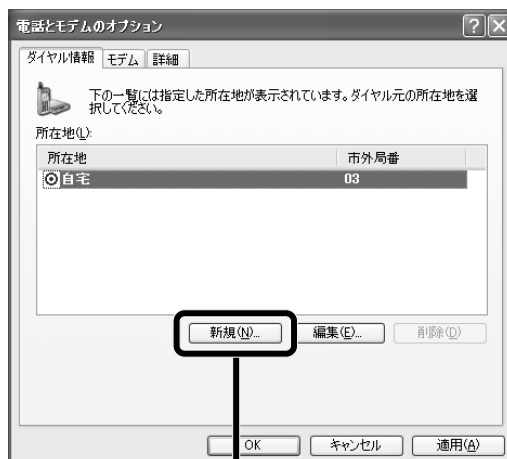 電話とモデムのオプション
ダイヤル情報 モデム 詳細
下の一覧には指定した所在地が表示されています。ダイヤル元の所在地を選
択してください。
所在地(L):
所在地 市外局番
自宅 03
新規(N)... 編集(E)... 削除(D)
OK キャンセル 適用(A)